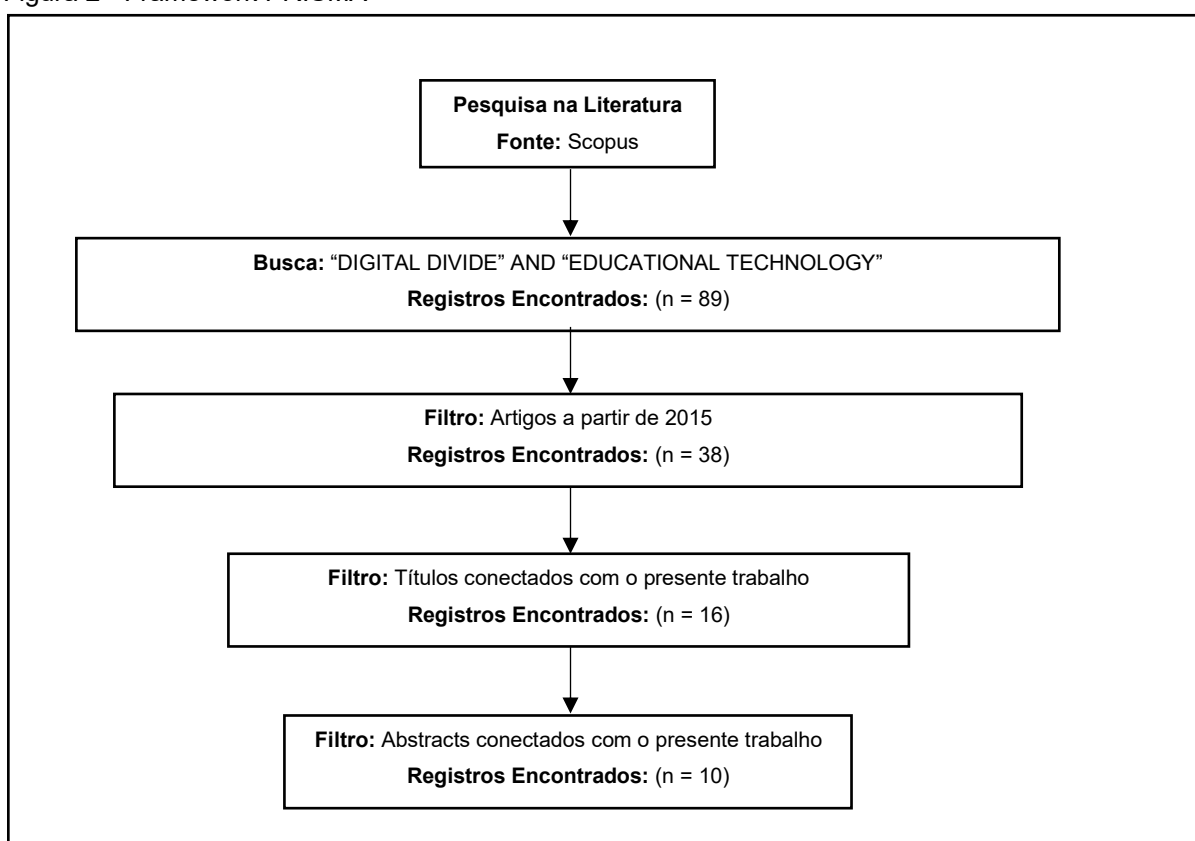 Pesquisa na Literatura
Fonte: Scopus
Busca: “DIGITAL DIVIDE” AND “EDUCATIONAL TECHNOLOGY”
Registros Encontrados: (n = 89)
Filtro: Artigos a partir de 2015
Registros Encontrados: (n = 38)
Filtro: Títulos conectados com o presente trabalho
Registros Encontrados: (n = 16)
Filtro: Abstracts conectados com o presente trabalho
Registros Encontrados: (n = 10)